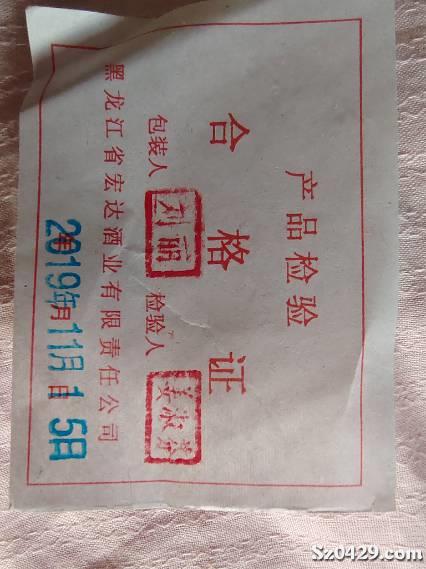 产品检验
合格证
包装人 刘丽 检验人 姜淑
黑龙江省宏达酒业有限责任公司
2019年11月15日
Sz0429.com